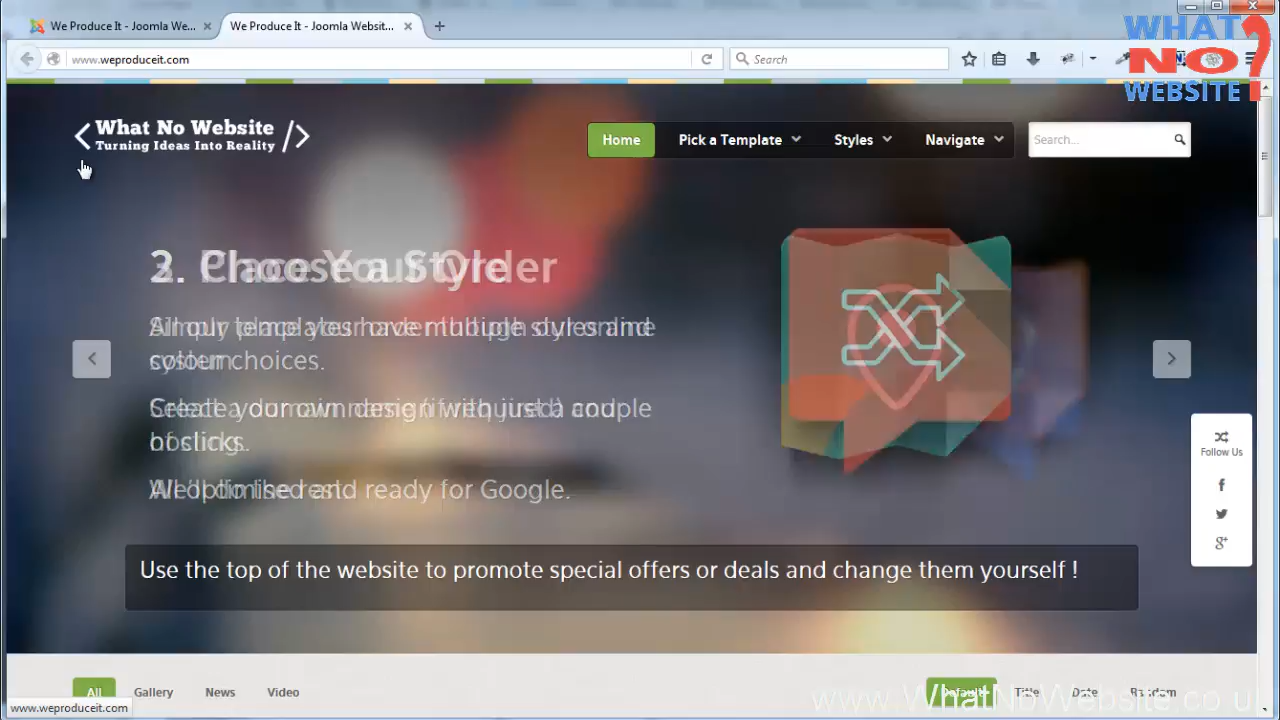 We Produce It - Joomla We...
We Produce It - Joomla Websit...
www.weproduceit.com
Search
WHAT
NO
WEBSITE
?
What No Website
Turning Ideas Into Reality
Home
Pick a Template
Styles
Navigate
Search...
2. Choose a Style
All our templates have multiple styles and
colour choices.
Create your own design with just a couple
of clicks.
All optimised and ready for Google.
Follow Us
Use the top of the website to promote special offers or deals and change them yourself !
All
Gallery
News
Video
Default
Title
Date
Random
www.weproduceit.com
www.WhatNoWebsite.co.u